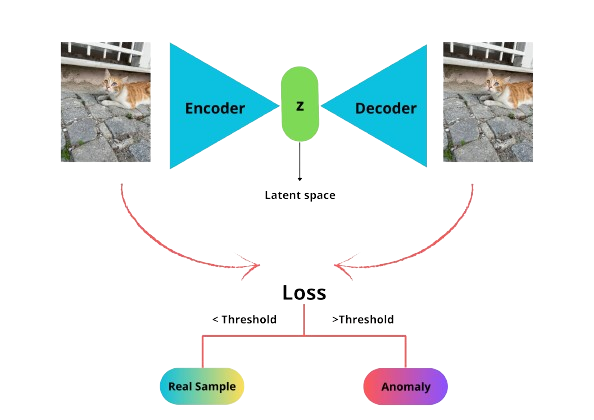 Encoder
z
Decoder
Latent space
Loss
< Threshold
>Threshold
Real Sample
Anomaly